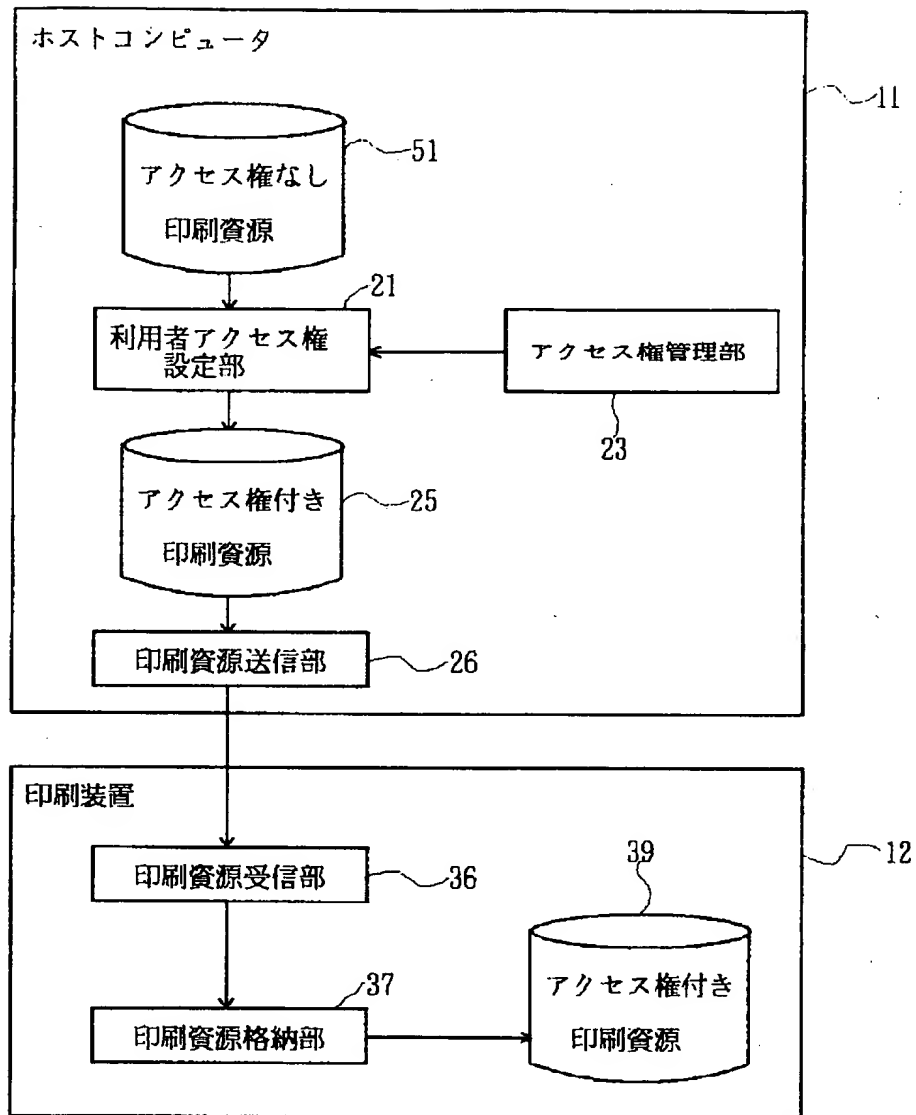 ホストコンピュータ
11
アクセス権なし
印刷資源
51
21
利用者アクセス権
設定部
アクセス権管理部
23
アクセス権付き
印刷資源
25
印刷資源送信部
26
印刷装置
12
印刷資源受信部
36
39
アクセス権付き
印刷資源
37
印刷資源格納部